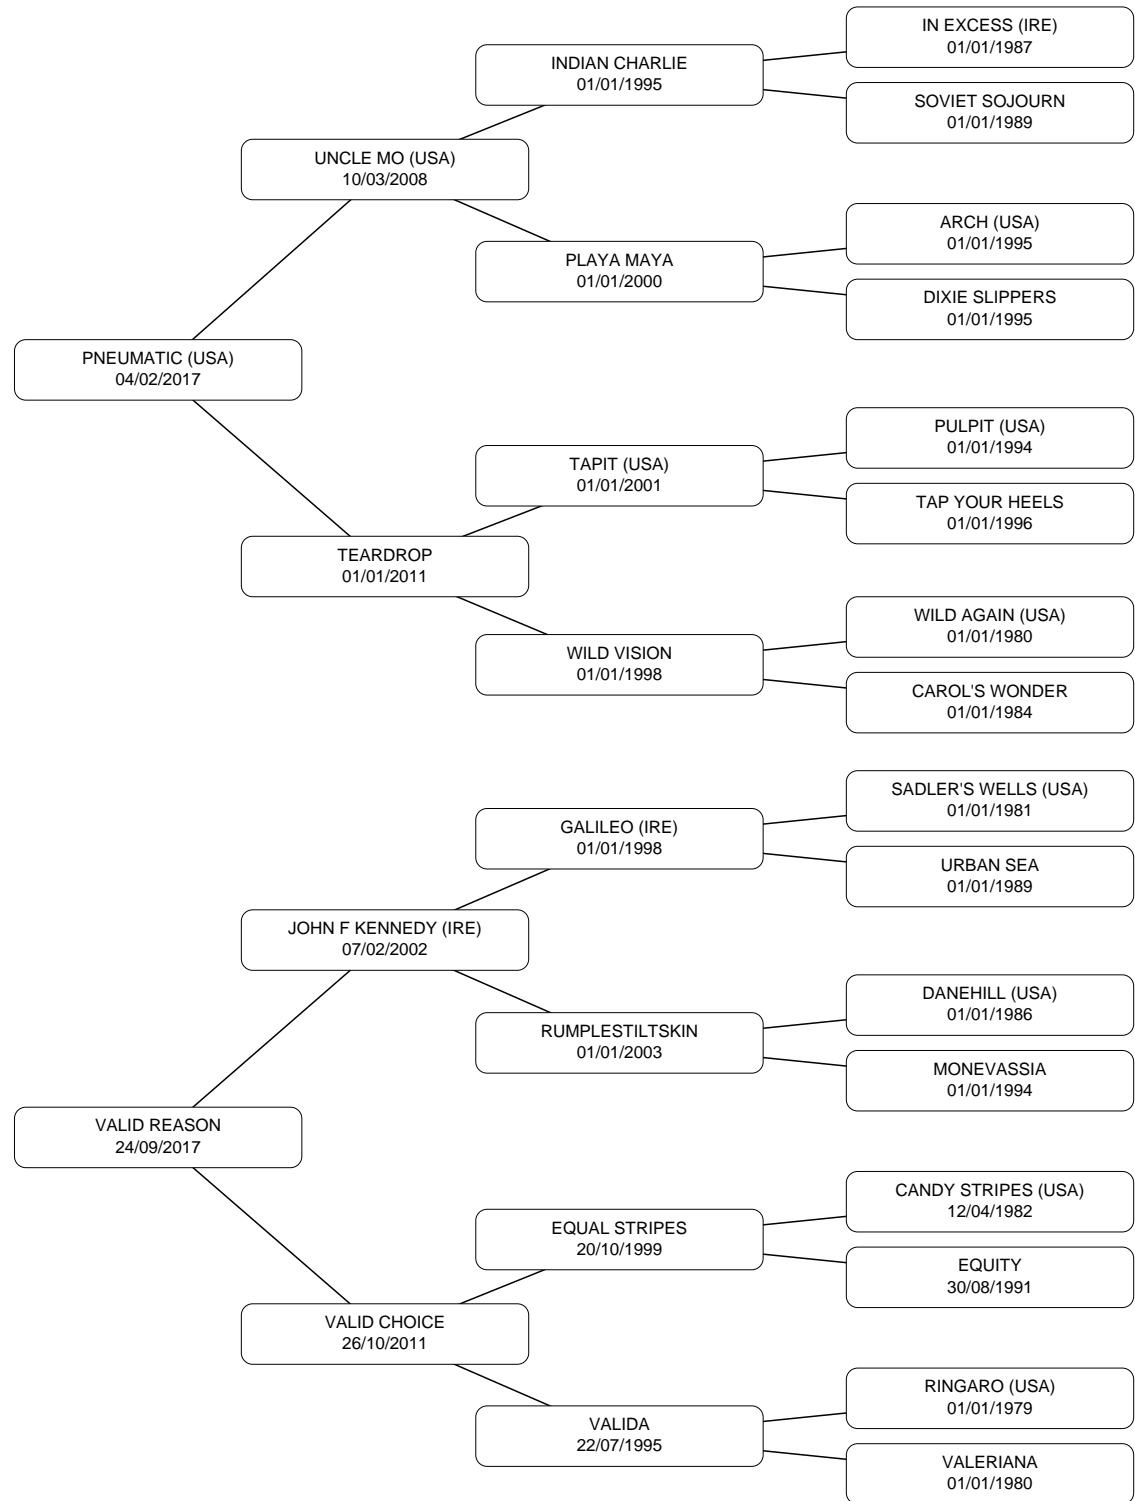 IN EXCESS (IRE)
01/01/1987
INDIAN CHARLIE
01/01/1995
SOVIET SOJOURN
01/01/1989
UNCLE MO (USA)
10/03/2008
ARCH (USA)
01/01/1995
PLAYA MAYA
01/01/2000
DIXIE SLIPPERS
01/01/1995
PNEUMATIC (USA)
04/02/2017
PULPIT (USA)
01/01/1994
TAPIT (USA)
01/01/2001
TAP YOUR HEELS
01/01/1996
TEARDROP
01/01/2011
WILD AGAIN (USA)
01/01/1980
WILD VISION
01/01/1998
CAROL'S WONDER
01/01/1984
SADLER'S WELLS (USA)
01/01/1981
GALILEO (IRE)
01/01/1998
URBAN SEA
01/01/1989
JOHN F KENNEDY (IRE)
07/02/2002
DANEHILL (USA)
01/01/1986
RUMPLESTILTSKIN
01/01/2003
MONEVASSIA
01/01/1994
VALID REASON
24/09/2017
CANDY STRIPES (USA)
12/04/1982
EQUAL STRIPES
20/10/1999
EQUITY
30/08/1991
VALID CHOICE
26/10/2011
RINGARO (USA)
01/01/1979
VALIDA
22/07/1995
VALERIANA
01/01/1980